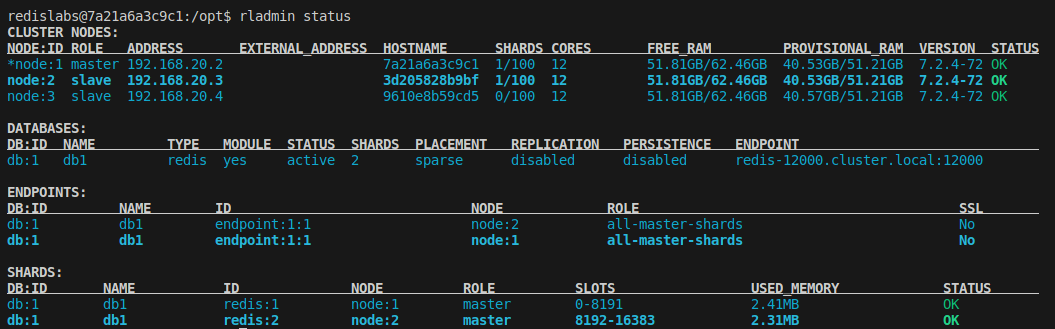 redislabs@7a21a6a3c9c1:/opt$ rladmin status
CLUSTER NODES:
NODE:ID ROLE   ADDRESS       EXTERNAL_ADDRESS  HOSTNAME      SHARDS CORES       FREE_RAM         PROVISIONAL_RAM  VERSION  STATUS
*node:1 master 192.168.20.2                    7a21a6a3c9c1  1/100  12          51.81GB/62.46GB  40.53GB/51.21GB  7.2.4-72 OK
node:2  slave  192.168.20.3                    3d205828b9bf  1/100  12          51.81GB/62.46GB  40.53GB/51.21GB  7.2.4-72 OK
node:3  slave  192.168.20.4                    9610e8b59cd5  0/100  12          51.81GB/62.46GB  40.57GB/51.21GB  7.2.4-72 OK
DATABASES:
DB:ID  NAME         TYPE   MODULE  STATUS  SHARDS  PLACEMENT   REPLICATION   PERSISTENCE   ENDPOINT
db:1   db1          redis  yes     active  2       sparse      disabled      disabled      redis-12000.cluster.local:12000
ENDPOINTS:
DB:ID         NAME        ID                              NODE             ROLE                                        SSL
db:1          db1         endpoint:1:1                    node:2           all-master-shards                           No
db:1          db1         endpoint:1:1                    node:1           all-master-shards                           No
SHARDS:
DB:ID       NAME           ID              NODE          ROLE          SLOTS                 USED_MEMORY             STATUS
db:1        db1            redis:1         node:1        master        0-8191                2.41MB                  OK
db:1        db1            redis:2         node:2        master        8192-16383            2.31MB                  OK